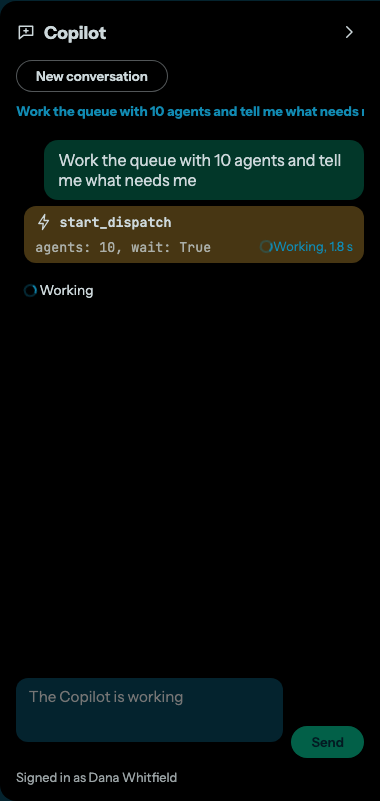 Copilot
New conversation
Work the queue with 10 agents and tell me what needs
Work the queue with 10 agents and tell
me what needs me
start_dispatch
agents: 10, wait: True
Working, 1.8 s
Working
The Copilot is working
Send
Signed in as Dana Whitfield